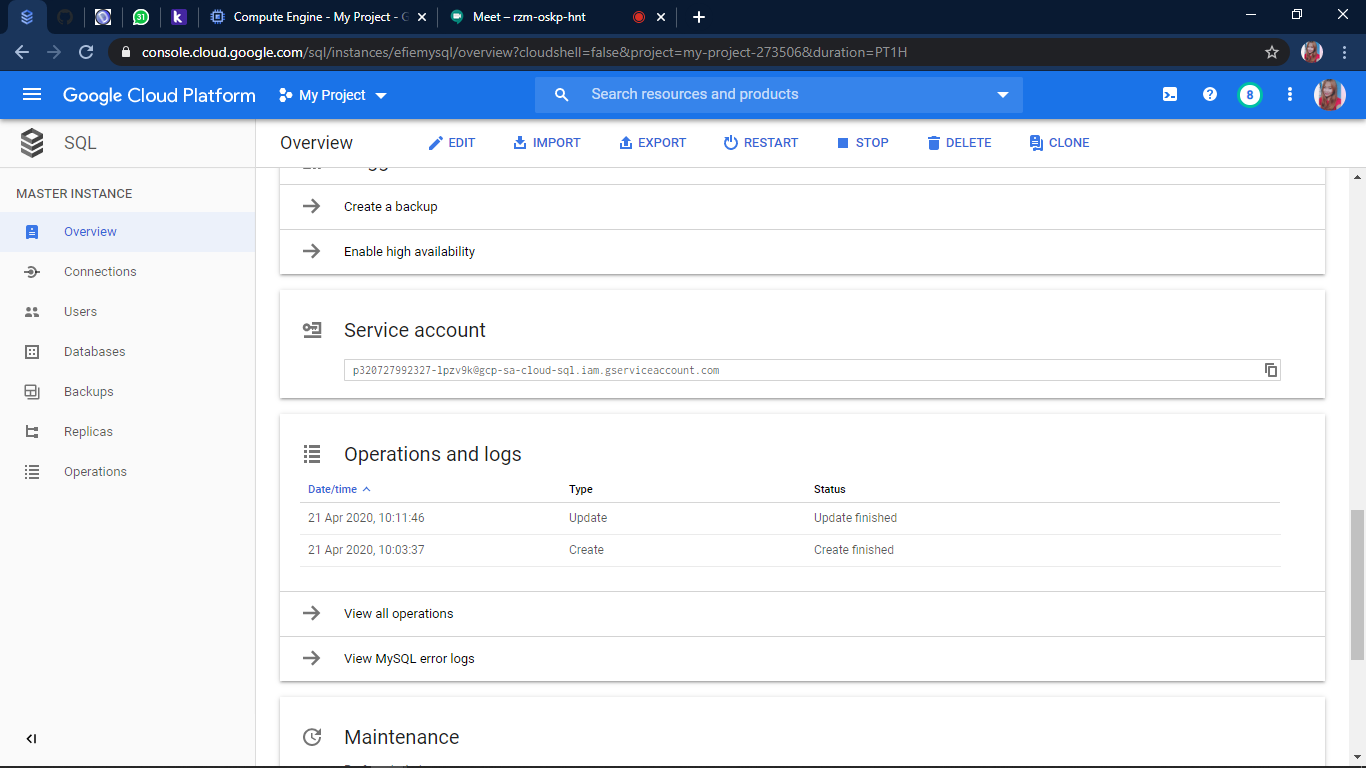 31
k
Compute Engine - My Project - G
Meet – rzm-oskp-hnt
console.cloud.google.com/sql/instances/efiemysql/overview?cloudshell=false&project=my-project-273506&duration=PT1H
Google Cloud Platform
My Project
Search resources and products
8
SQL
Overview
EDIT
IMPORT
EXPORT
RESTART
STOP
DELETE
CLONE
MASTER INSTANCE
Overview
Connections
Users
Databases
Backups
Replicas
Operations
Create a backup
Enable high availability
Service account
p320727992327-lpzv9k@gcp-sa-cloud-sql.iam.gserviceaccount.com
Operations and logs
Date/time Type Status
21 Apr 2020, 10:11:46 Update Update finished
21 Apr 2020, 10:03:37 Create Create finished
View all operations
View MySQL error logs
Maintenance